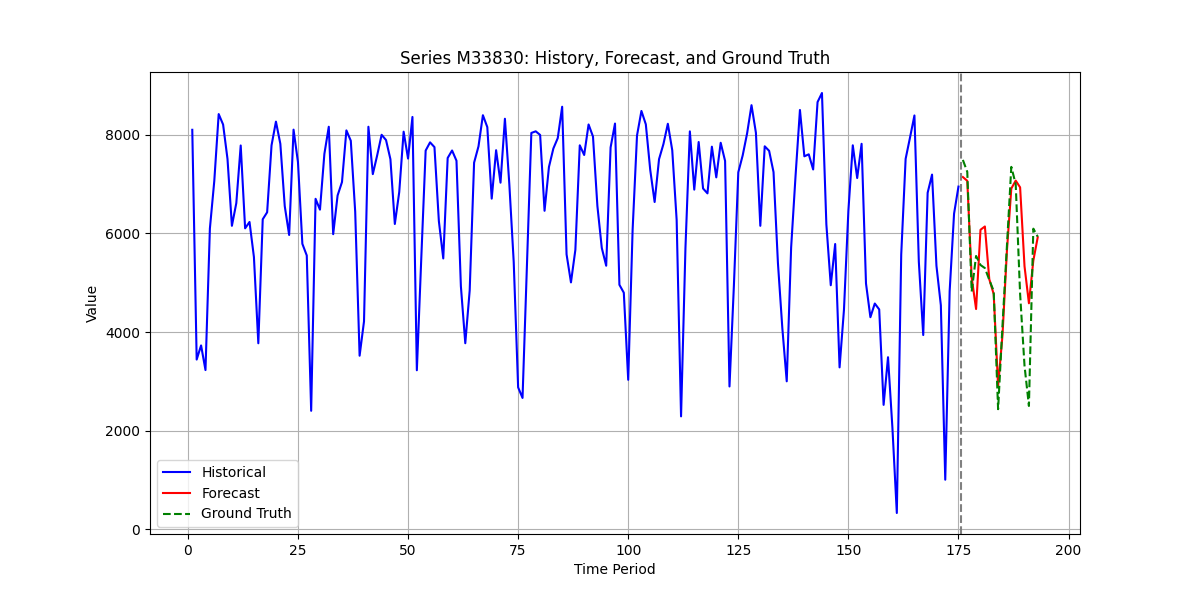 Series M33830: History, Forecast, and Ground Truth
Value
8000
6000
4000
2000
0
Historical
Forecast
Ground Truth
0 25 50 75 100 125 150 175 200
Time Period